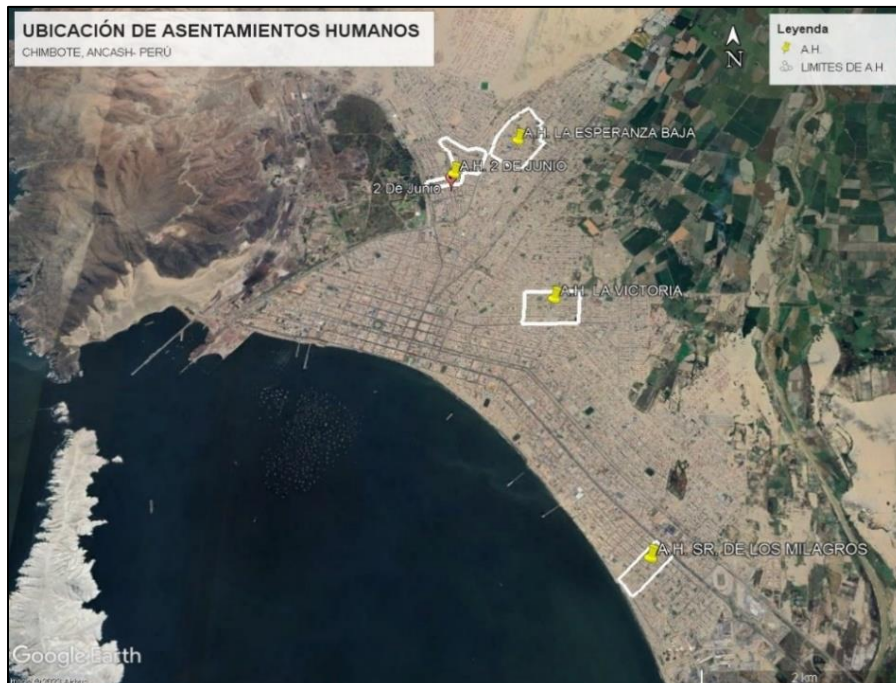 UBICACIÓN DE ASENTAMIENTOS HUMANOS
CHIMBOTE, ANCASH- PERÚ
Leyenda
A.H.
LIMITES DE A.H.
N
A.H. LA ESPERANZA BAJA
A.H. 2 DE JUNIO
2 De Junio
A.H. LA VICTORIA
A.H. SR. DE LOS MILAGROS
Google Earth
2 km